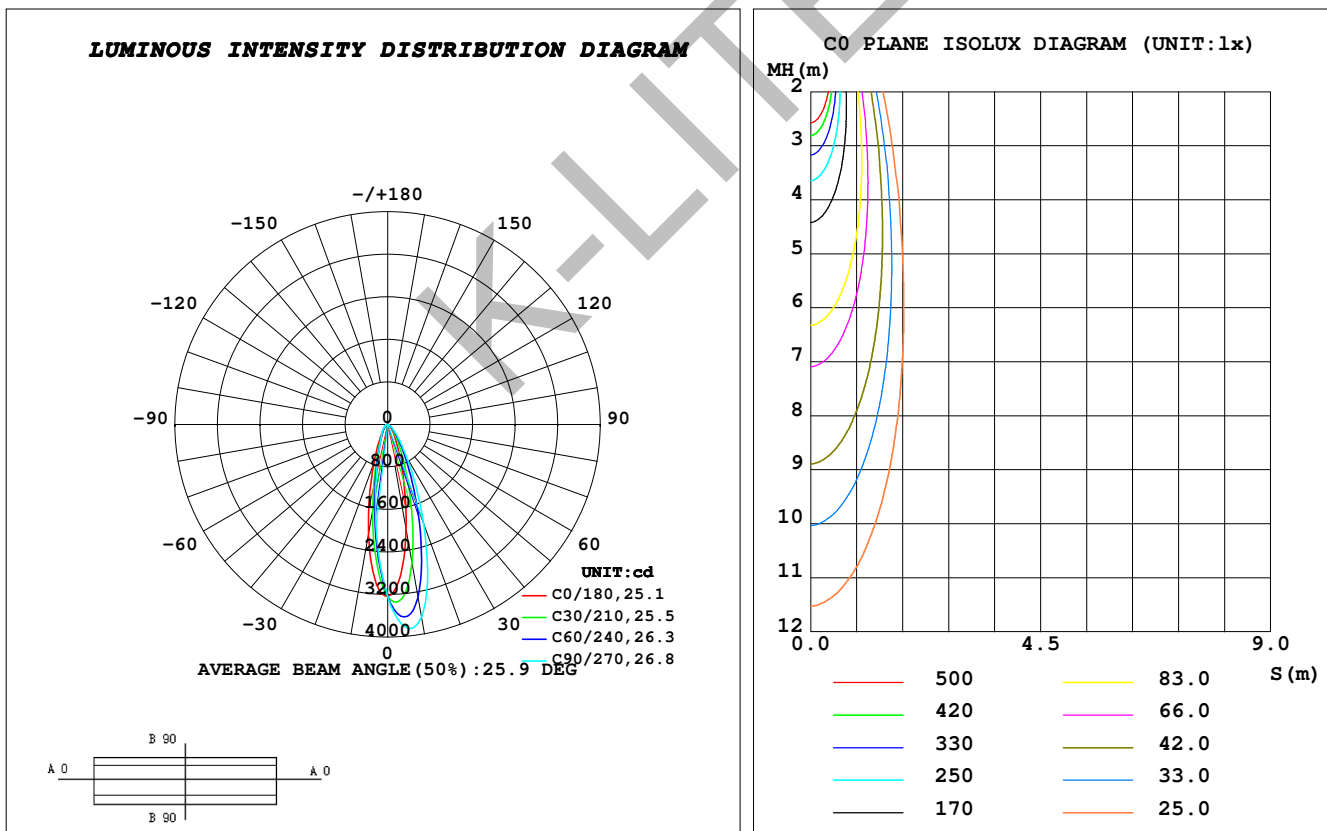 LUMINOUS INTENSITY DISTRIBUTION DIAGRAM
-/+180
-150
150
-120
120
-90
90
-60
60
-30
30
0
0
800
1600
2400
3200
4000
UNIT:cd
C0/180,25.1
C30/210,25.5
C60/240,26.3
C90/270,26.8
AVERAGE BEAM ANGLE(50%):25.9 DEG
B 90
A 0
A 0
B 90
K-LITE
C0 PLANE ISOLUX DIAGRAM (UNIT:lx)
MH(m)
2
3
4
5
6
7
8
9
10
11
12
0.0
4.5
9.0
S(m)
500
83.0
420
66.0
330
42.0
250
33.0
170
25.0